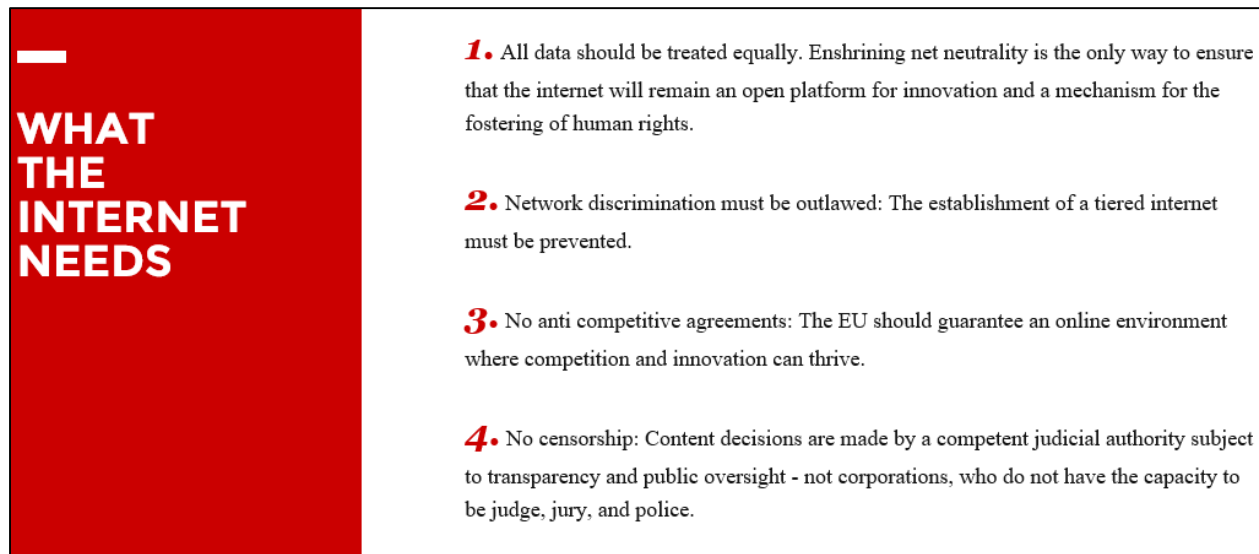 WHAT
THE
INTERNET
NEEDS
1. All data should be treated equally. Enshrining net neutrality is the only way to ensure
that the internet will remain an open platform for innovation and a mechanism for the
fostering of human rights.
2. Network discrimination must be outlawed: The establishment of a tiered internet
must be prevented.
3. No anti competitive agreements: The EU should guarantee an online environment
where competition and innovation can thrive.
4. No censorship: Content decisions are made by a competent judicial authority subject
to transparency and public oversight - not corporations, who do not have the capacity to
be judge, jury, and police.